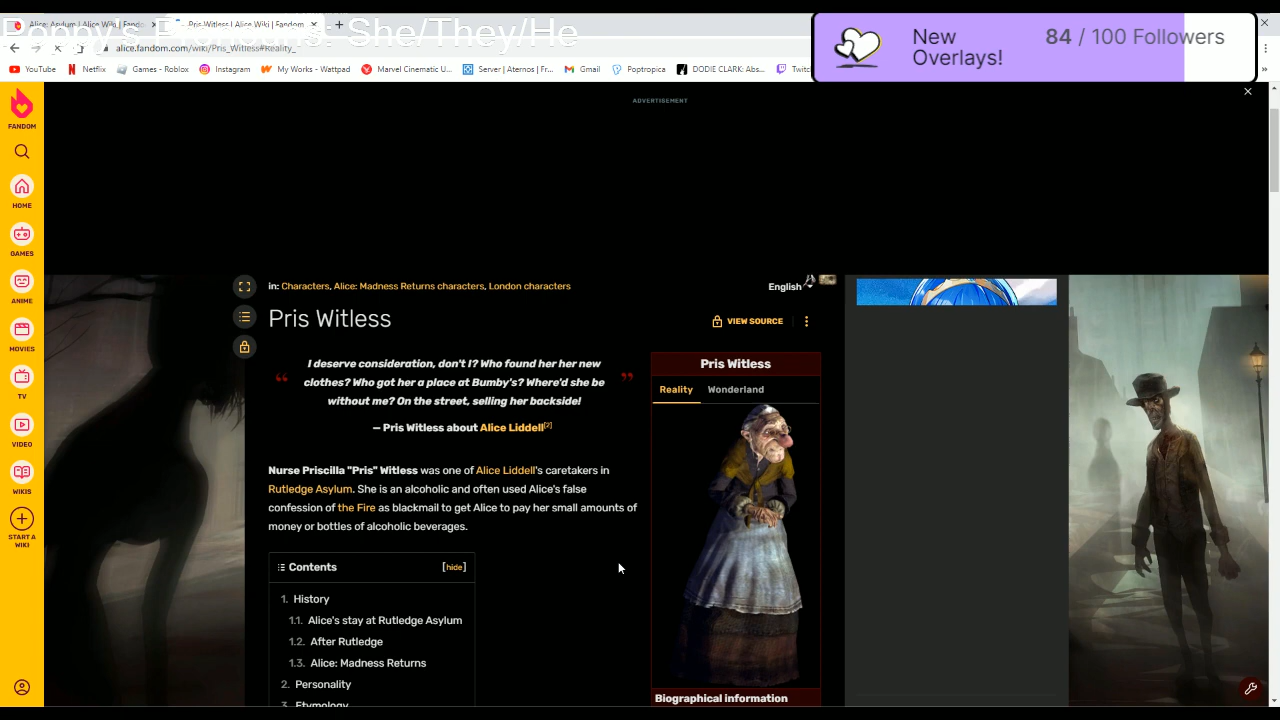 Alice: Asylum | Alice Wiki | Fando
Pris Witless | Alice Wiki | Fandom
Poppy's Pronouns: She/They/He
alice.fandom.com/wiki/Pris_Witless#Reality_
New
Overlays!
84 / 100 Followers
YouTube
Netflix
Games - Roblox
Instagram
My Works - Wattpad
Marvel Cinematic U...
Server | Aternos | Fr...
Gmail
Poptropica
DODIE CLARK: Abs...
Twitc
»
ADVERTISEMENT
FANDOM
HOME
GAMES
ANIME
MOVIES
TV
VIDEO
WIKIS
START A
WIKI
in: Characters, Alice: Madness Returns characters, London characters
English
Pris Witless
VIEW SOURCE
“ I deserve consideration, don't I? Who found her her new
clothes? Who got her a place at Bumby's? Where'd she be
without me? On the street, selling her backside! ”
— Pris Witless about Alice Liddell[2]
Nurse Priscilla "Pris" Witless was one of Alice Liddell's caretakers in
Rutledge Asylum. She is an alcoholic and often used Alice's false
confession of the Fire as blackmail to get Alice to pay her small amounts of
money or bottles of alcoholic beverages.
Contents [hide]
1. History
1.1. Alice's stay at Rutledge Asylum
1.2. After Rutledge
1.3. Alice: Madness Returns
2. Personality
3. Etymology
Pris Witless
Reality
Wonderland
Biographical information